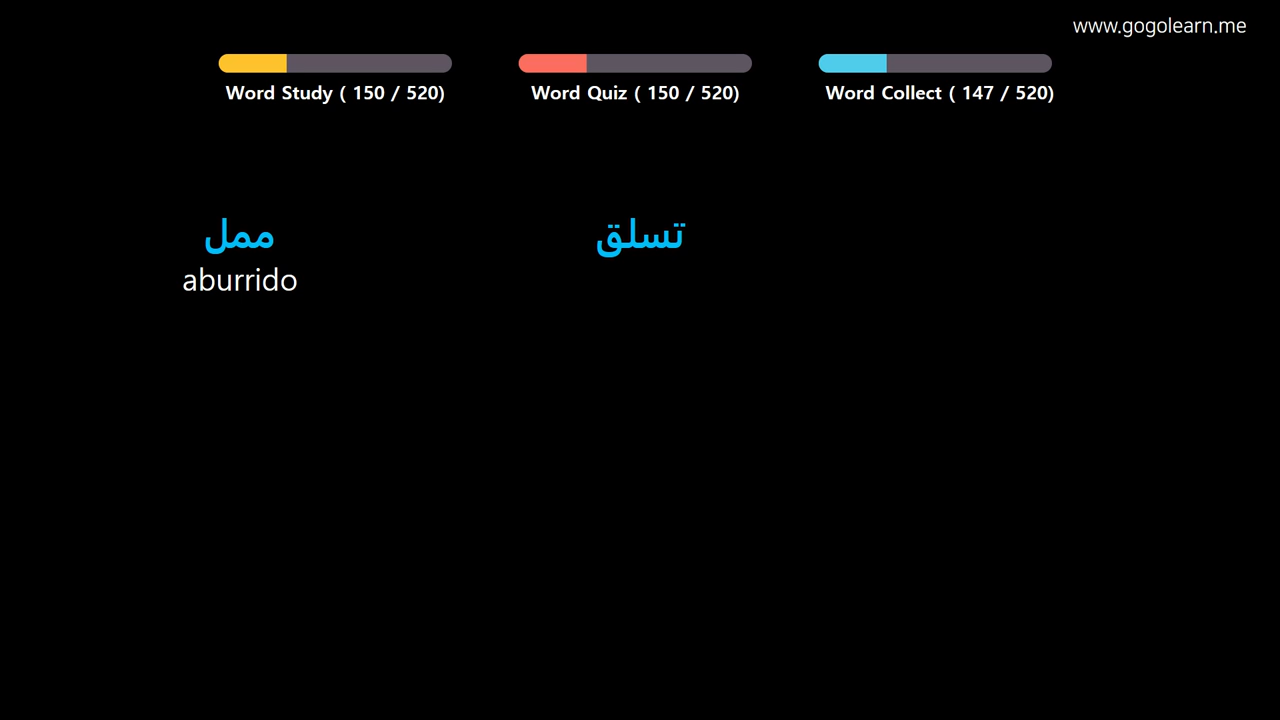 www.gogolearn.me
Word Study ( 150 / 520)
Word Quiz ( 150 / 520)
Word Collect ( 147 / 520)
ممل
aburrido
تسلق